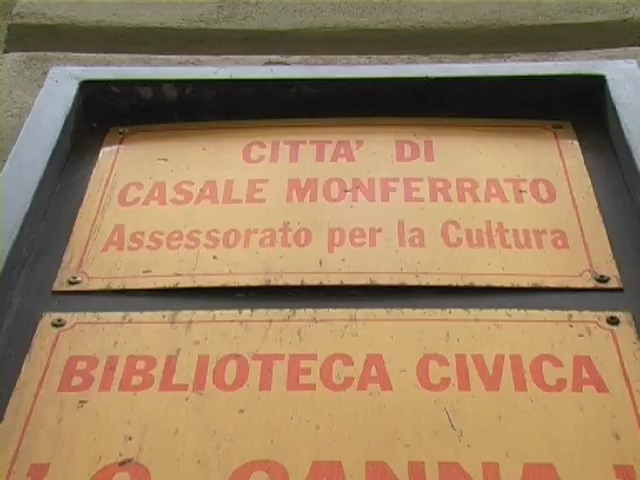 CITTA' DI
CASALE MONFERRATO
Assessorato per la Cultura
BIBLIOTECA CIVICA